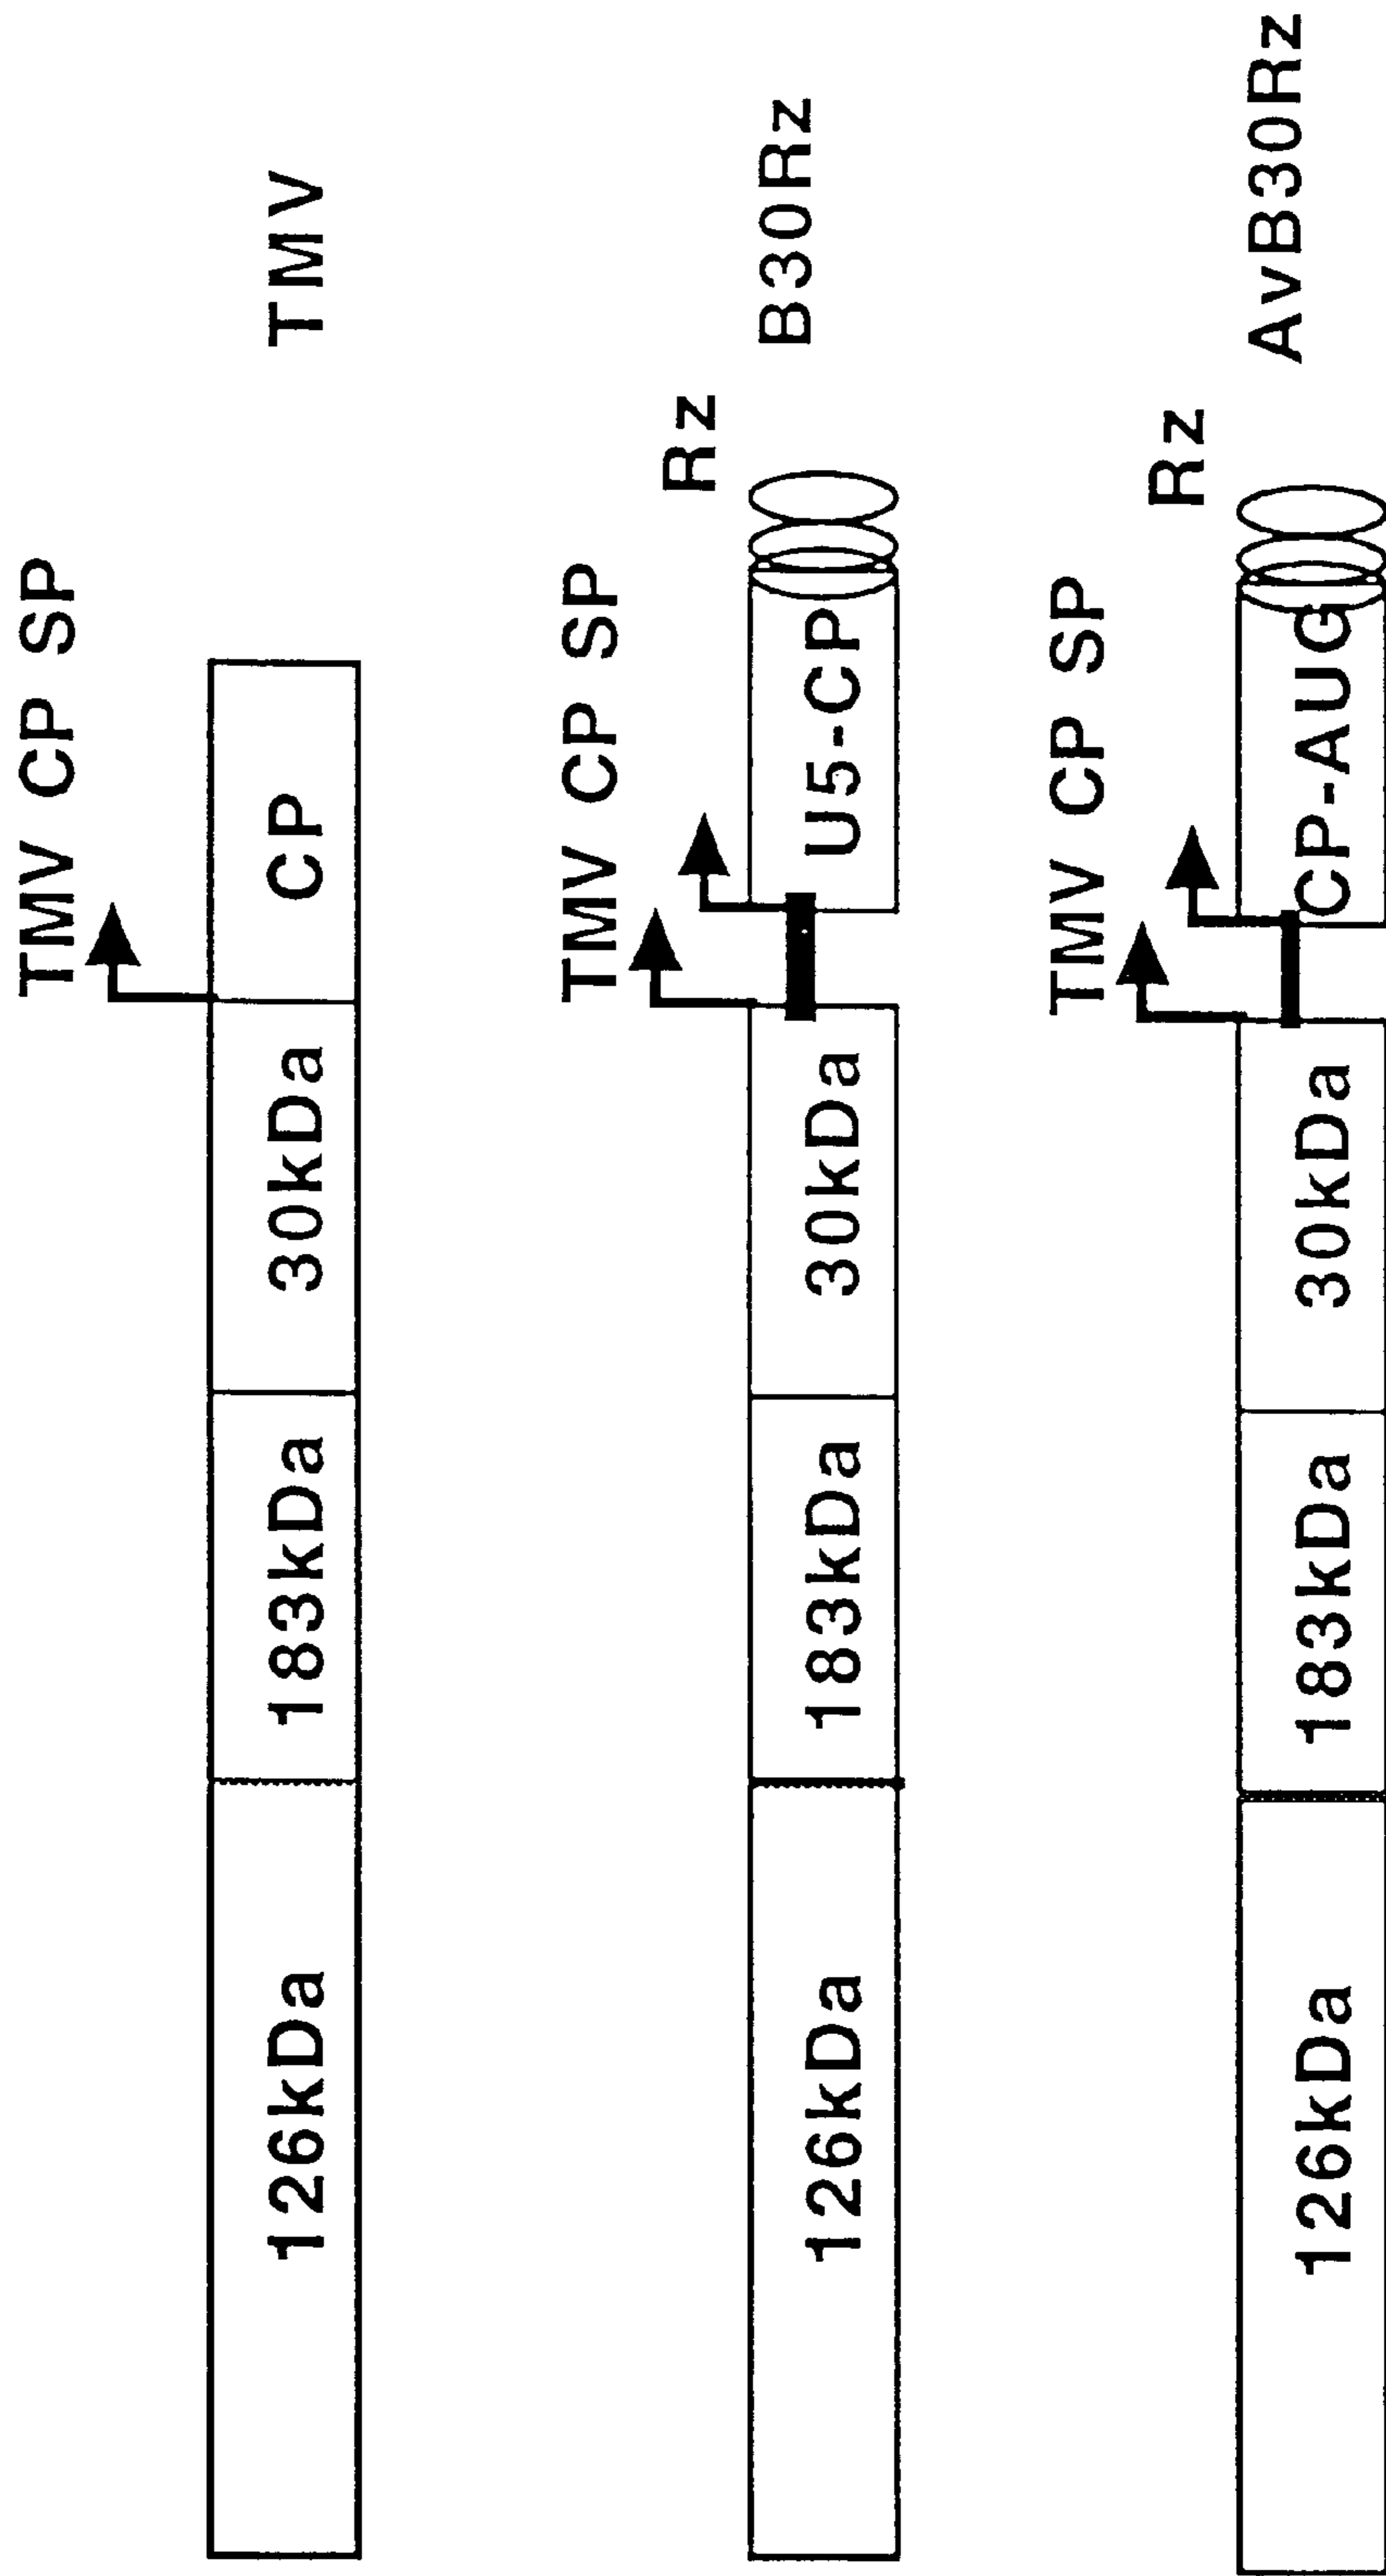 TMV CP SP
126kDa 183kDa 30kDa CP
TMV
TMV CP SP
Rz
126kDa 183kDa 30kDa U5-CP
B30Rz
TMV CP SP
Rz
126kDa 183kDa 30kDa CP-AUG
AvB30Rz